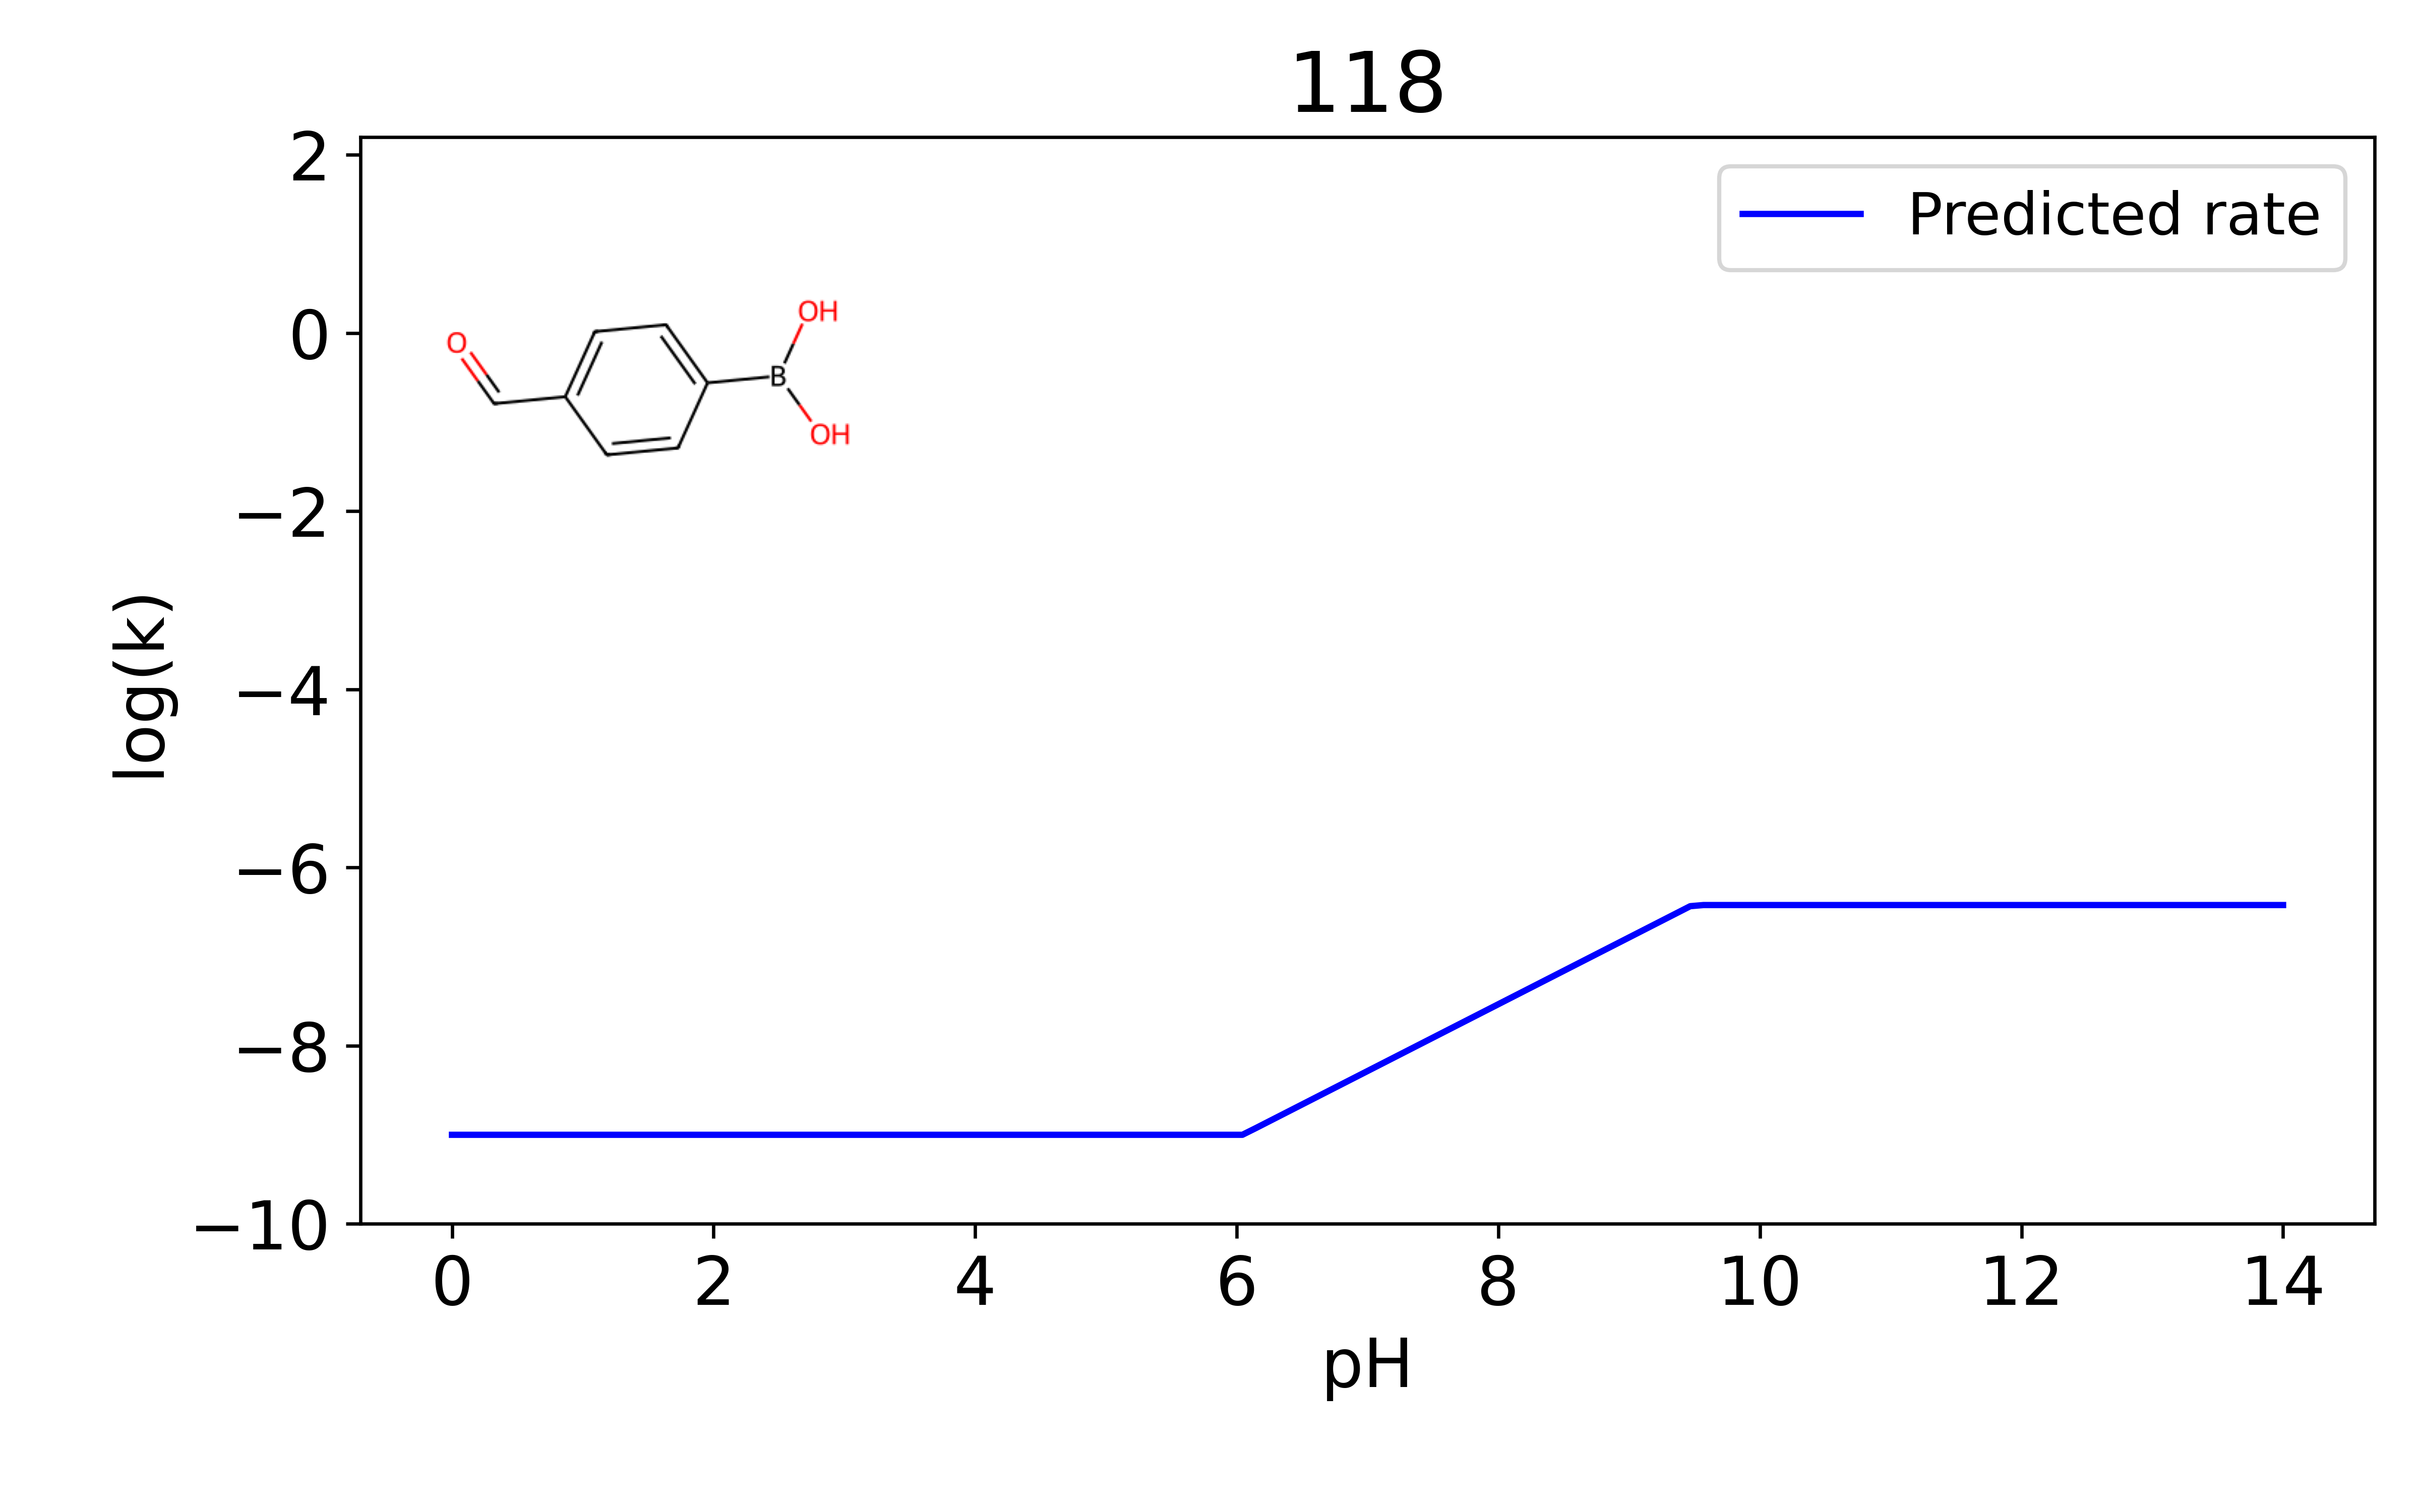 118
2
0
−2
−4
−6
−8
−10
log(k)
Predicted rate
O
OH
B
OH
0 2 4 6 8 10 12 14
pH